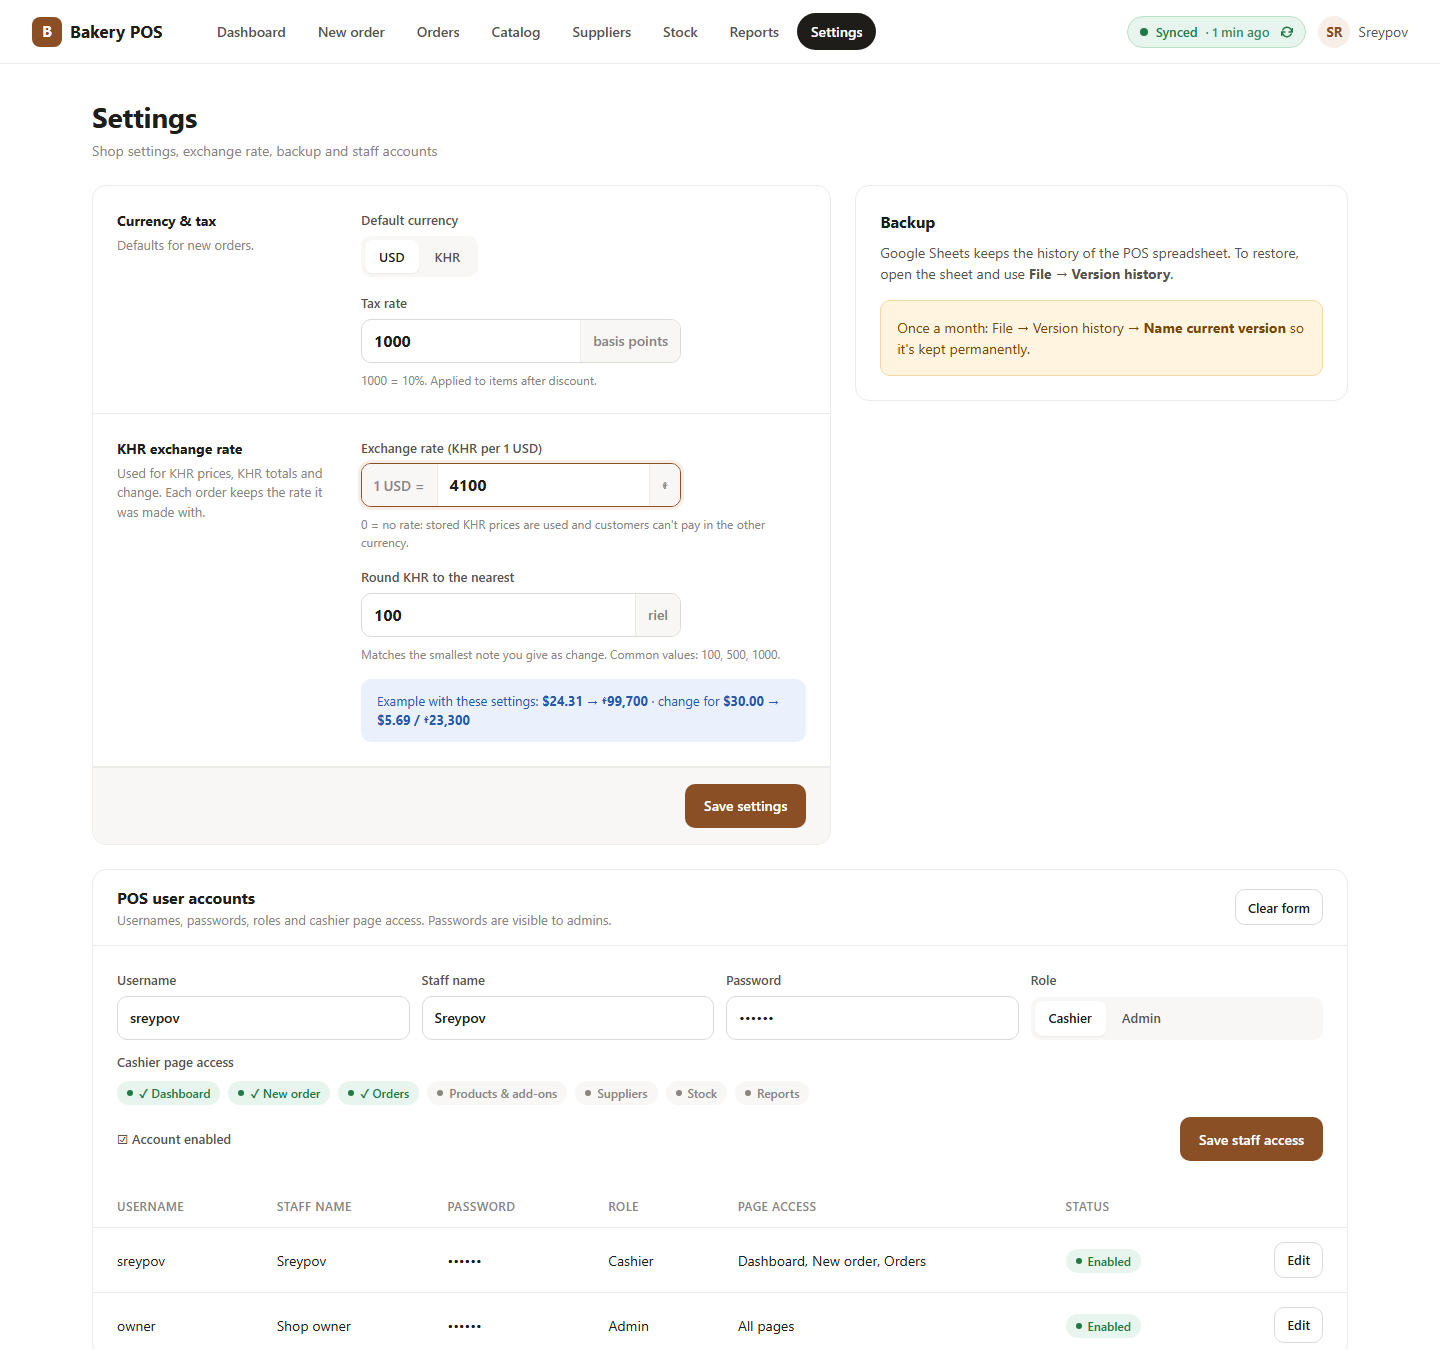 B Bakery POS Dashboard New order Orders Catalog Suppliers Stock Reports Settings Synced · 1 min ago SR Sreypov
Settings
Shop settings, exchange rate, backup and staff accounts
Currency & tax
Defaults for new orders.
Default currency
USD KHR
Tax rate
1000 basis points
1000 = 10%. Applied to items after discount.
KHR exchange rate
Used for KHR prices, KHR totals and
change. Each order keeps the rate it
was made with.
Exchange rate (KHR per 1 USD)
1 USD = 4100 ៛
0 = no rate: stored KHR prices are used and customers can't pay in the other
currency.
Round KHR to the nearest
100 riel
Matches the smallest note you give as change. Common values: 100, 500, 1000.
Example with these settings: $24.31 → ៛99,700 · change for $30.00 →
$5.69 / ៛23,300
Save settings
Backup
Google Sheets keeps the history of the POS spreadsheet. To restore,
open the sheet and use File → Version history.
Once a month: File → Version history → Name current version so
it's kept permanently.
POS user accounts
Usernames, passwords, roles and cashier page access. Passwords are visible to admins.
Clear form
Username Staff name Password Role
sreypov Sreypov •••••• Cashier Admin
Cashier page access
✓ Dashboard ✓ New order ✓ Orders Products & add-ons Suppliers Stock Reports
☑ Account enabled
Save staff access
USERNAME STAFF NAME PASSWORD ROLE PAGE ACCESS STATUS
sreypov Sreypov •••••• Cashier Dashboard, New order, Orders Enabled Edit
owner Shop owner •••••• Admin All pages Enabled Edit